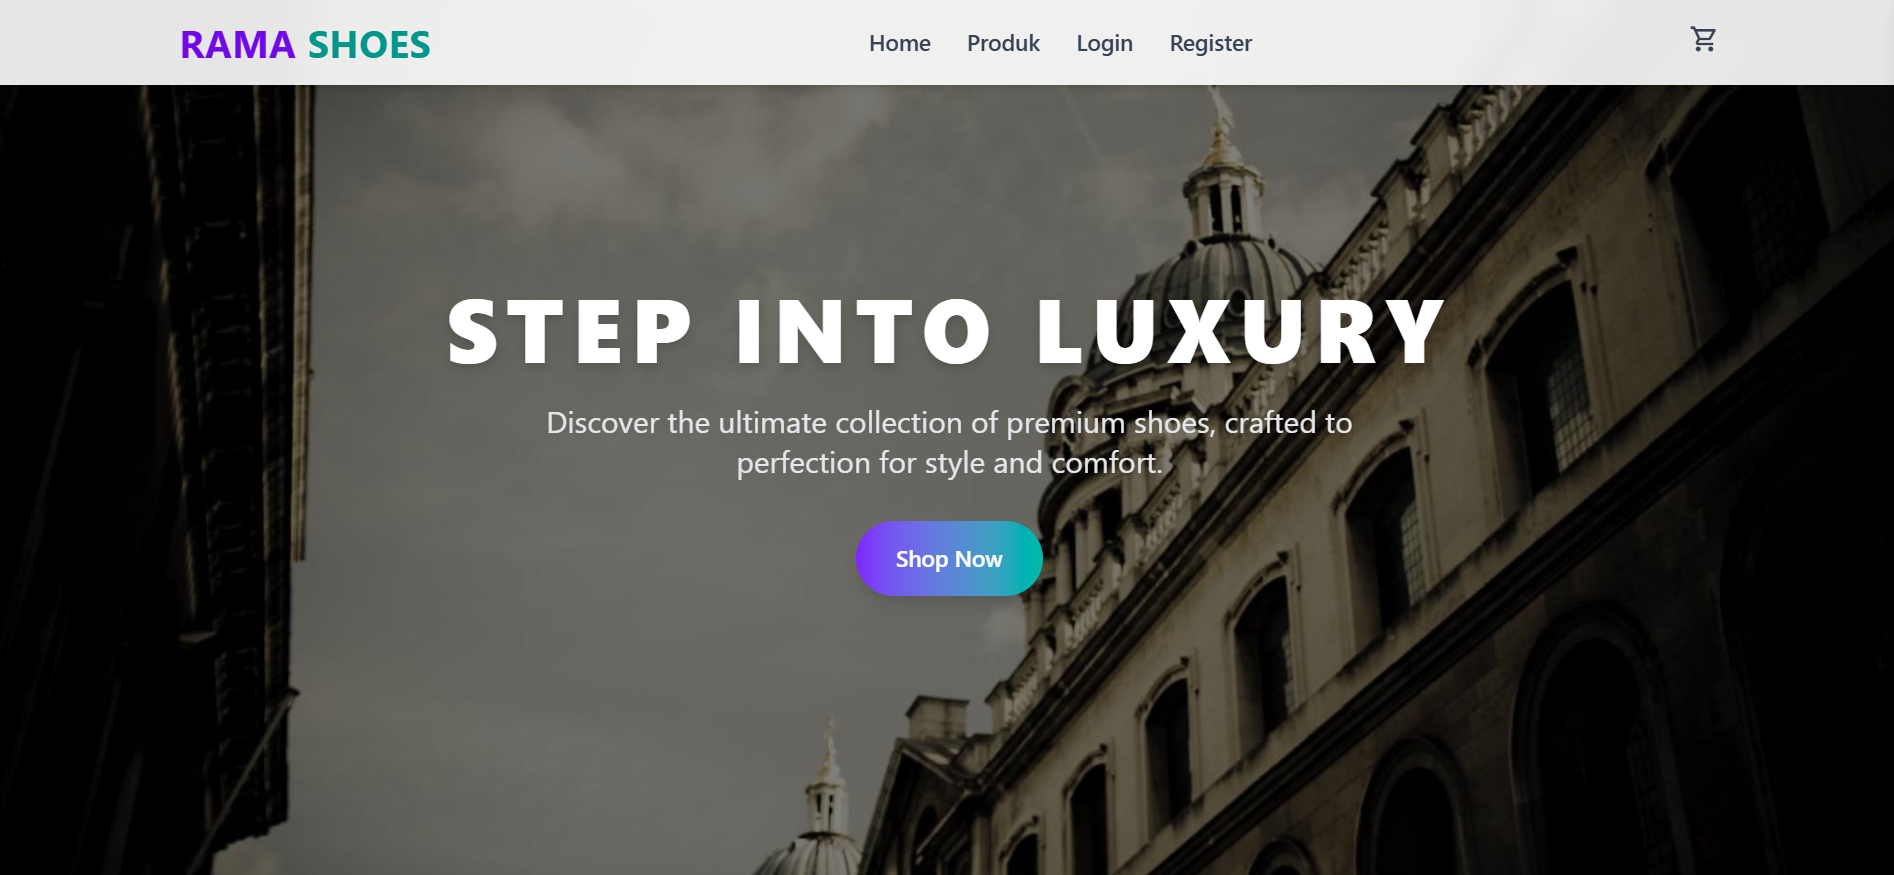 RAMA SHOES
Home Produk Login Register
STEP INTO LUXURY
Discover the ultimate collection of premium shoes, crafted to
perfection for style and comfort.
Shop Now